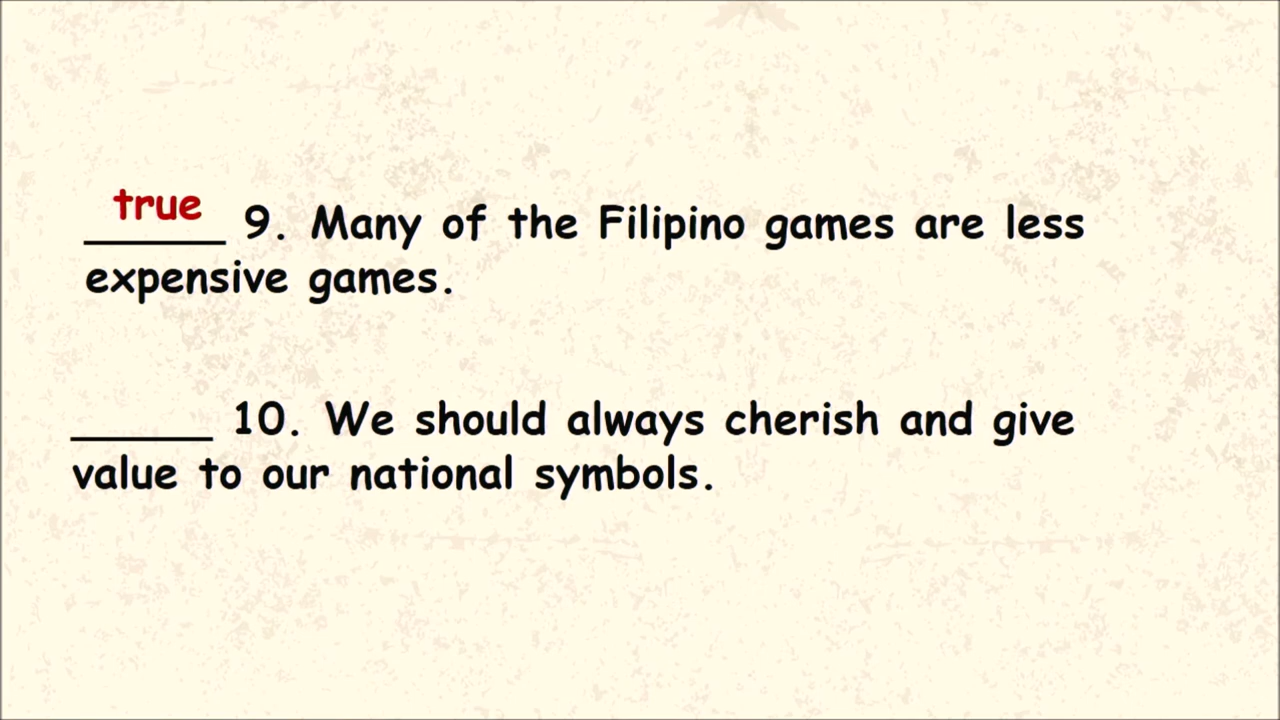 true
______ 9. Many of the Filipino games are less
expensive games.
______ 10. We should always cherish and give
value to our national symbols.